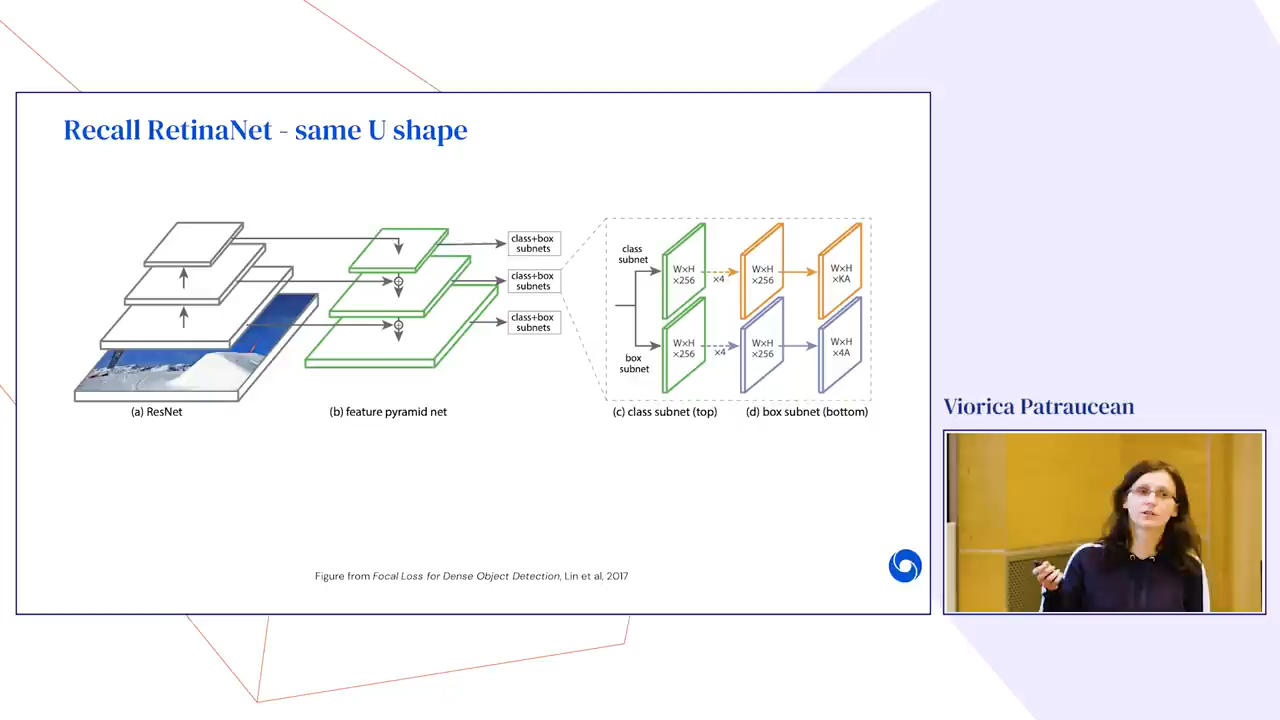 Recall RetinaNet - same U shape
class+box
subnets
class+box
subnets
class+box
subnets
class
subnet
box
subnet
W×H
×256
×4
W×H
×256
W×H
×KA
W×H
×256
×4
W×H
×256
W×H
×4A
(a) ResNet
(b) feature pyramid net
(c) class subnet (top)
(d) box subnet (bottom)
Figure from Focal Loss for Dense Object Detection, Lin et al, 2017
Viorica Patraucean